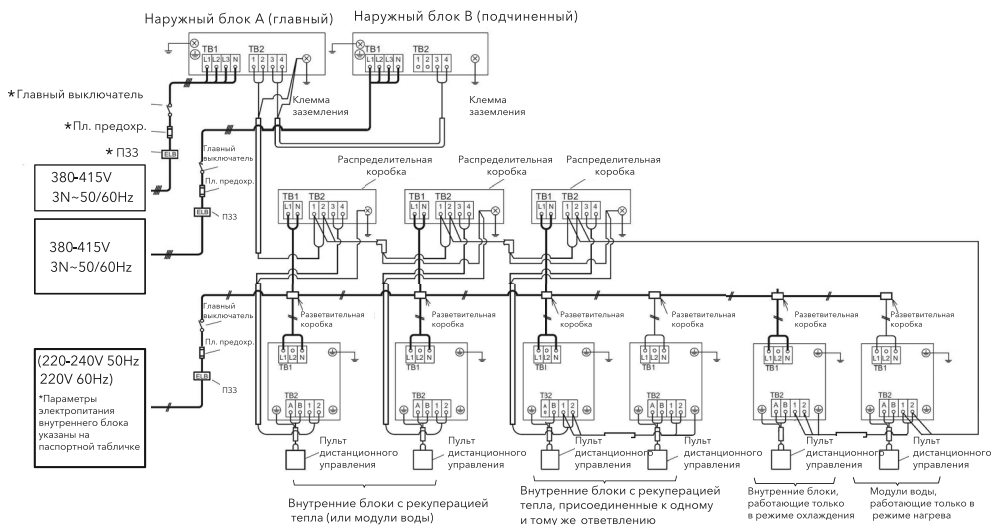 Наружный блок A (главный)
Наружный блок B (подчиненный)
TB1
L1 L2 L3 N
TB2
1 2 3 4
TB1
L1 L2 L3 N
TB2
1 2 3 4
Клемма
заземления
Клемма
заземления
*Главный выключатель
*Пл. предохр.
* ПЗЗ
ELB
380-415V
3N~50/60Hz
Главный
выключатель
Пл. предохр.
ELB
ПЗЗ
380-415V
3N~50/60Hz
Распределительная
коробка
Распределительная
коробка
Распределительная
коробка
TB1
L1 N
TB2
1 2 3 4
TB1
L1 N
TB2
1 2 3 4
TB1
L1 N
TB2
1 2 3 4
Главный
выключатель
Пл. предохр.
ELB
ПЗЗ
(220-240V 50Hz
220V 60Hz)
*Параметры
электропитания
внутреннего блока
указаны на
паспортной табличке
Разветвительная
коробка
Разветвительная
коробка
Разветвительная
коробка
Разветвительная
коробка
Разветвительная
коробка
Разветвительная
коробка
L1 L2 N
TB1
L1 L2 N
TB1
L1 L2 N
TBI
L1 L2 N
TB1
L1 L2 N
TB1
L1 L2 N
TB1
TB2
A B 1 2
TB2
A B 1 2
T32
A B 1 2
TB2
A B 1 2
TB2
A B 1 2
TB2
A B 1 2
Пульт
дистанционного
управления
Пульт
дистанционного
управления
Пульт
дистанционного
управления
Пульт
дистанционного
управления
Пульт
дистанционного
управления
Пульт
дистанционного
управления
Внутренние блоки с рекуперацией
тепла (или модули воды)
Внутренние блоки с рекуперацией
тепла, присоединенные к одному
и тому же ответвлению
Внутренние блоки,
работающие только
в режиме охлаждения
Модули воды,
работающие только в
режиме нагрева